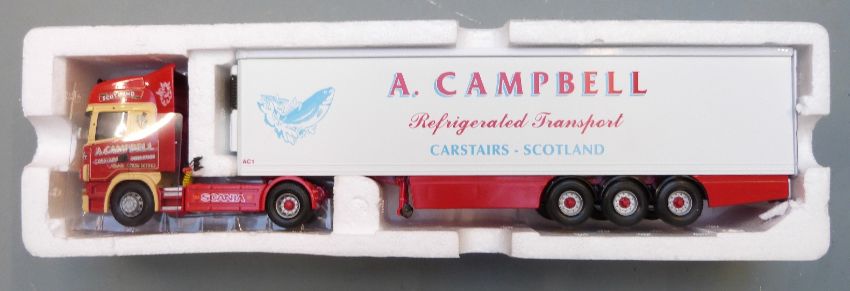 SCOTLAND
A. CAMPBELL
SCANIA
A. CAMPBELL
Refrigerated Transport
CARSTAIRS - SCOTLAND
AC1